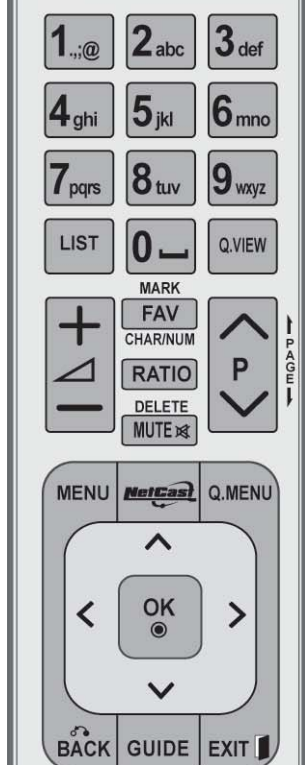 1.,;@ 2abc 3def
4ghi 5jkl 6mno
7pqrs 8tuv 9wxyz
LIST 0 Q.VIEW
MARK
FAV
CHAR/NUM
RATIO
DELETE
MUTE
P
PAGE
MENU NetCast Q.MENU
OK
BACK GUIDE EXIT